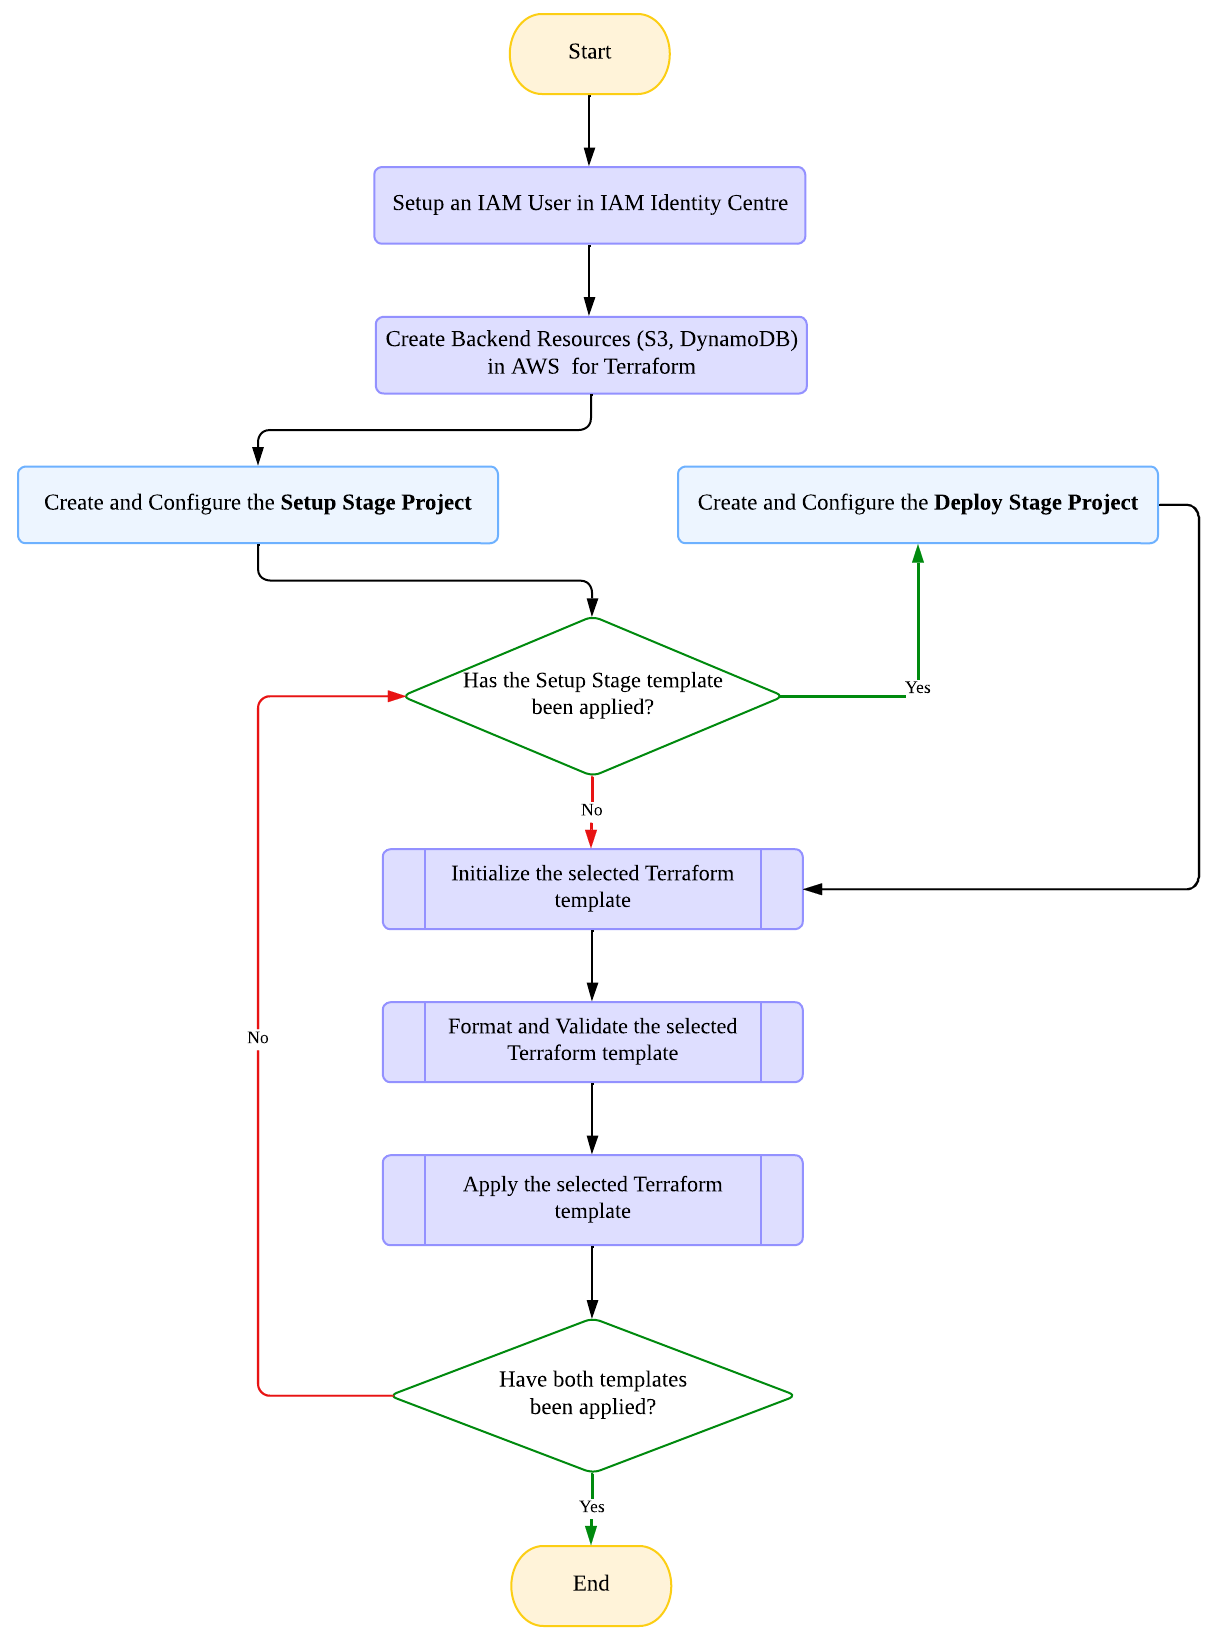 Start
Setup an IAM User in IAM Identity Centre
Create Backend Resources (S3, DynamoDB)
in AWS  for Terraform
Create and Configure the Setup Stage Project
Create and Configure the Deploy Stage Project
Has the Setup Stage template
been applied?
Yes
No
Initialize the selected Terraform
template
Format and Validate the selected
Terraform template
No
Apply the selected Terraform
template
Have both templates
been applied?
Yes
End